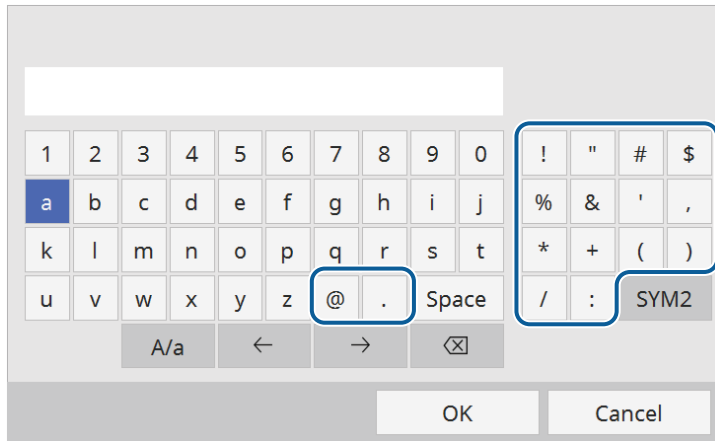 1 2 3 4 5 6 7 8 9 0 ! " # $
a b c d e f g h i j % & ' ,
k l m n o p q r s t * + ( )
u v w x y z @ . Space / : SYM2
A/a ← →
OK Cancel